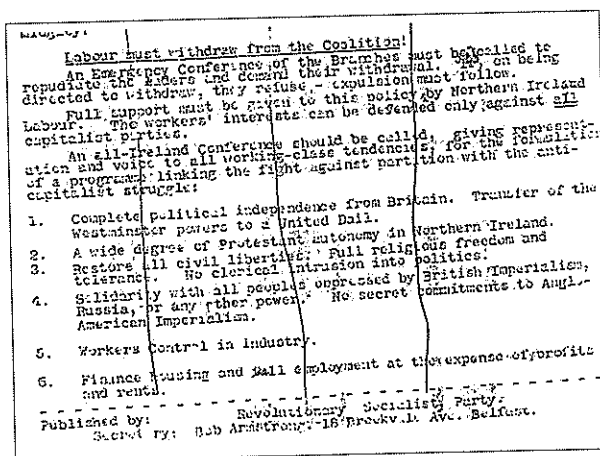 Labour must withdraw from the Coalition!
An Emergency Conference of the Branches must be called to
repudiate the aiders and demand their withdrawal. If, on being
directed to withdraw, they refuse - expulsion must follow.
Full support must be given to this policy by Northern Ireland
Labour. The workers' interests can be defended only against all
capitalist parties.
An all-Ireland Conference should be called, giving represent-
ation and voice to all working-class tendencies, for the formulation
of a programme linking the fight against partition with the anti-
capitalist struggle:
1. Complete political independence from Britain. Transfer of the
Westminster powers to a United Dail.
2. A wide degree of Protestant autonomy in Northern Ireland.
3. Restore all civil liberties. Full religious freedom and
tolerance. No clerical intrusion into politics.
4. Solidarity with all peoples oppressed by British Imperialism,
Russia, or any other power. No secret commitments to Anglo-
American Imperialism.
5. Workers Control in Industry.
6. Finance housing and full employment at the expense of profits
and rents.
Published by: Revolutionary Socialist Party.
Secretary: Bob Armstrong, 16 Brookvale Ave. Belfast.